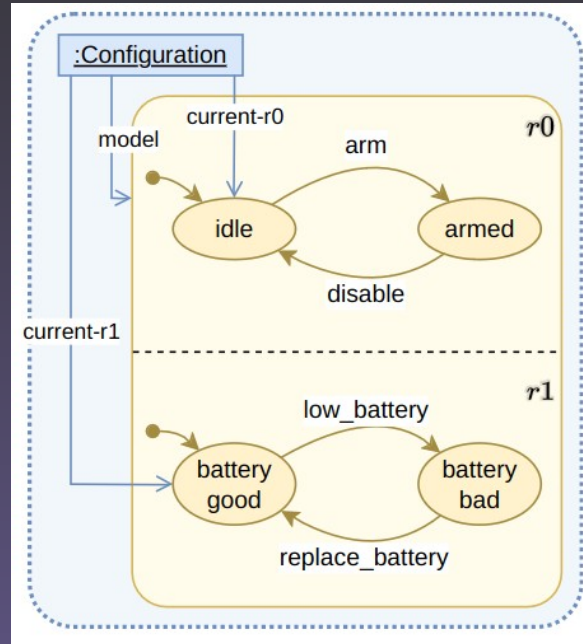 :Configuration
current-r0
model
r0
arm
idle
armed
disable
current-r1
r1
low_battery
battery
good
battery
bad
replace_battery